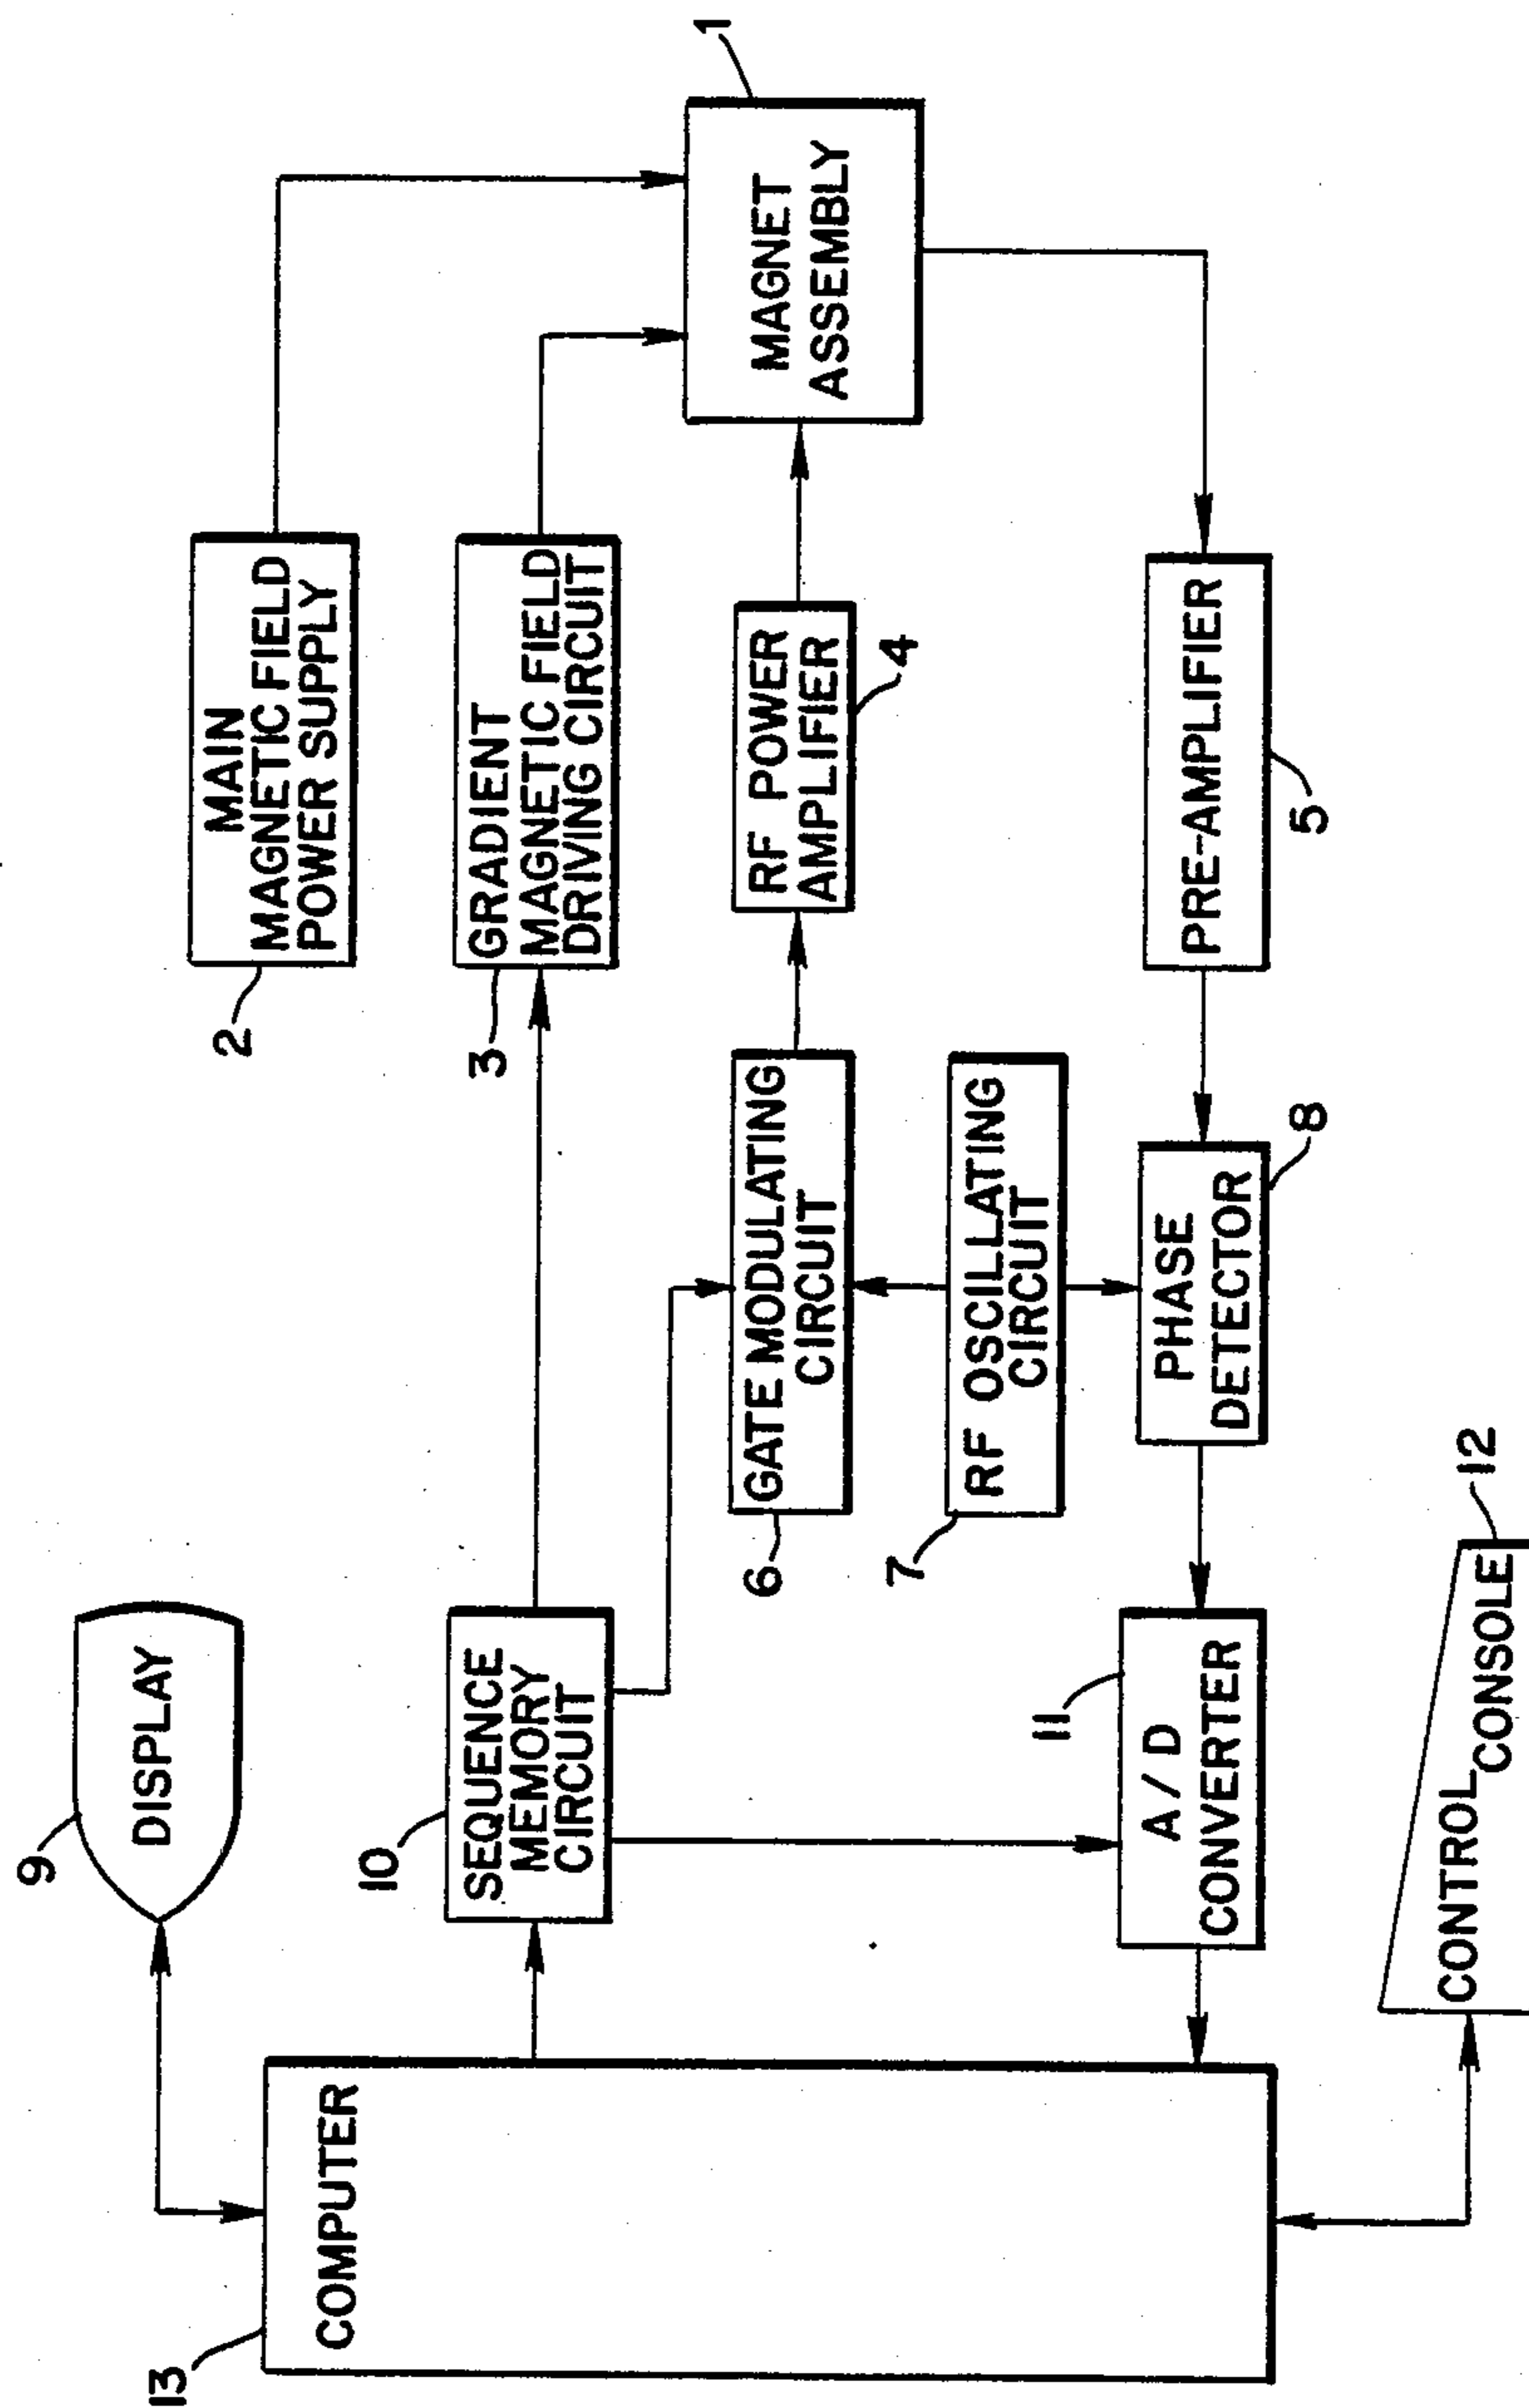 9
DISPLAY
13
COMPUTER
10
SEQUENCE
MEMORY
CIRCUIT
11
A/D
CONVERTER
12
CONTROL
CONSOLE
2
MAIN
MAGNETIC FIELD
POWER SUPPLY
3
GRADIENT
MAGNETIC FIELD
DRIVING CIRCUIT
6
GATE MODULATING
CIRCUIT
7
RF OSCILLATING
CIRCUIT
8
PHASE
DETECTOR
RF POWER
AMPLIFIER
4
PRE-AMPLIFIER
5
1
MAGNET
ASSEMBLY